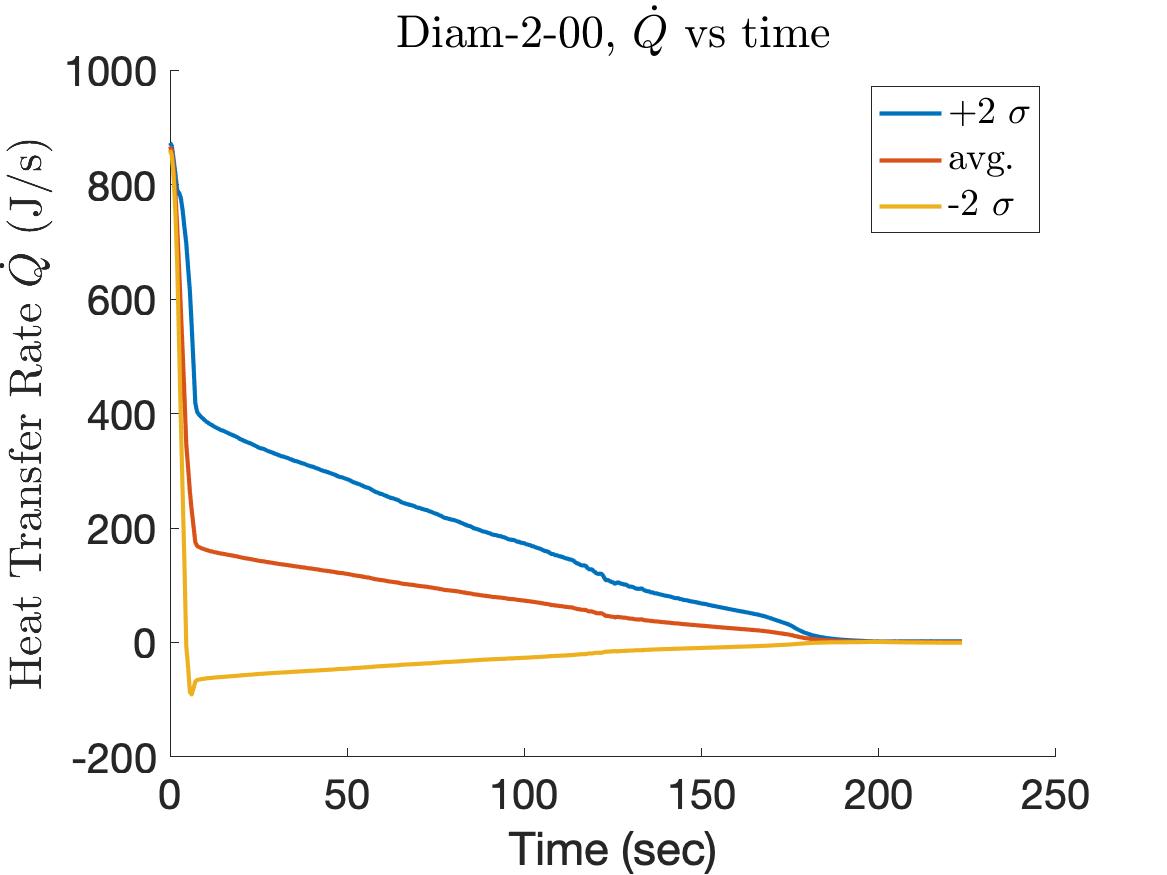 Diam-2-00, Q̇ vs time
1000
800
600
400
200
0
-200
Heat Transfer Rate Q̇ (J/s)
+2 σ
avg.
-2 σ
0 50 100 150 200 250
Time (sec)